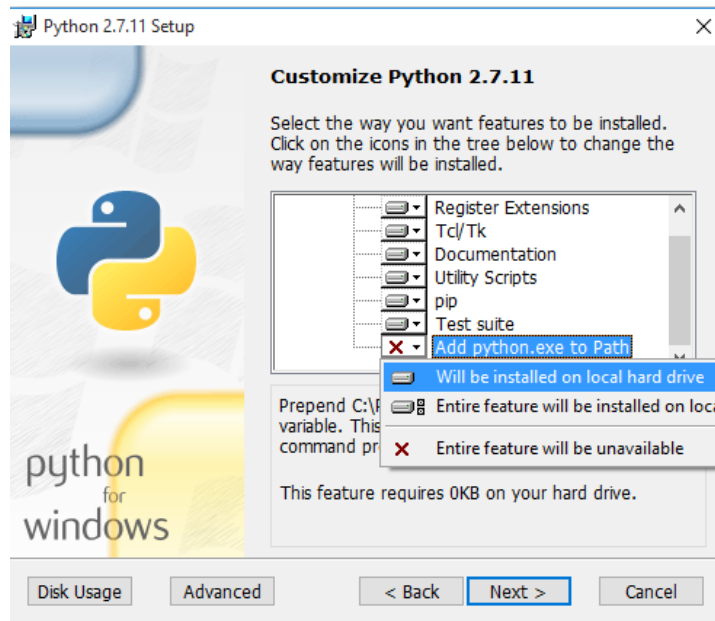 Python 2.7.11 Setup
Customize Python 2.7.11
Select the way you want features to be installed.
Click on the icons in the tree below to change the
way features will be installed.
Register Extensions
Tcl/Tk
Documentation
Utility Scripts
pip
Test suite
Add python.exe to Path
Will be installed on local hard drive
Entire feature will be installed on loca
Entire feature will be unavailable
Prepend C:\
variable. This
command pr
This feature requires 0KB on your hard drive.
python
for
windows
Disk Usage
Advanced
< Back
Next >
Cancel